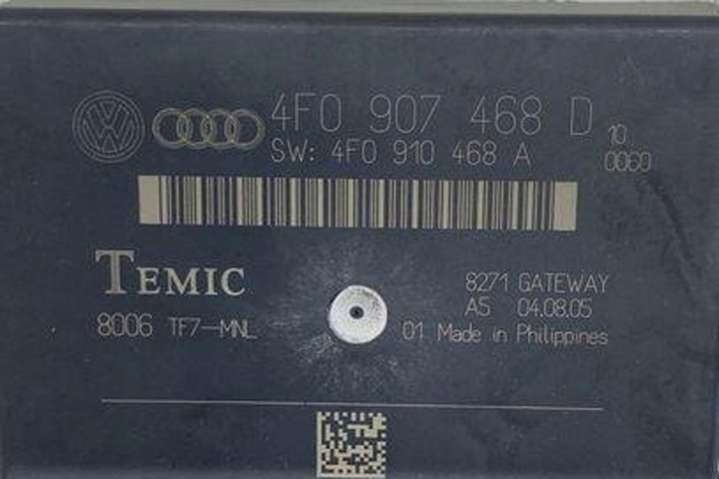 4F0 907 468 D
SW: 4F0 910 468 A
10
0060
TEMIC
8006 TF7-MNL
8271 GATEWAY
A5 04.08.05
01 Made in Philippines